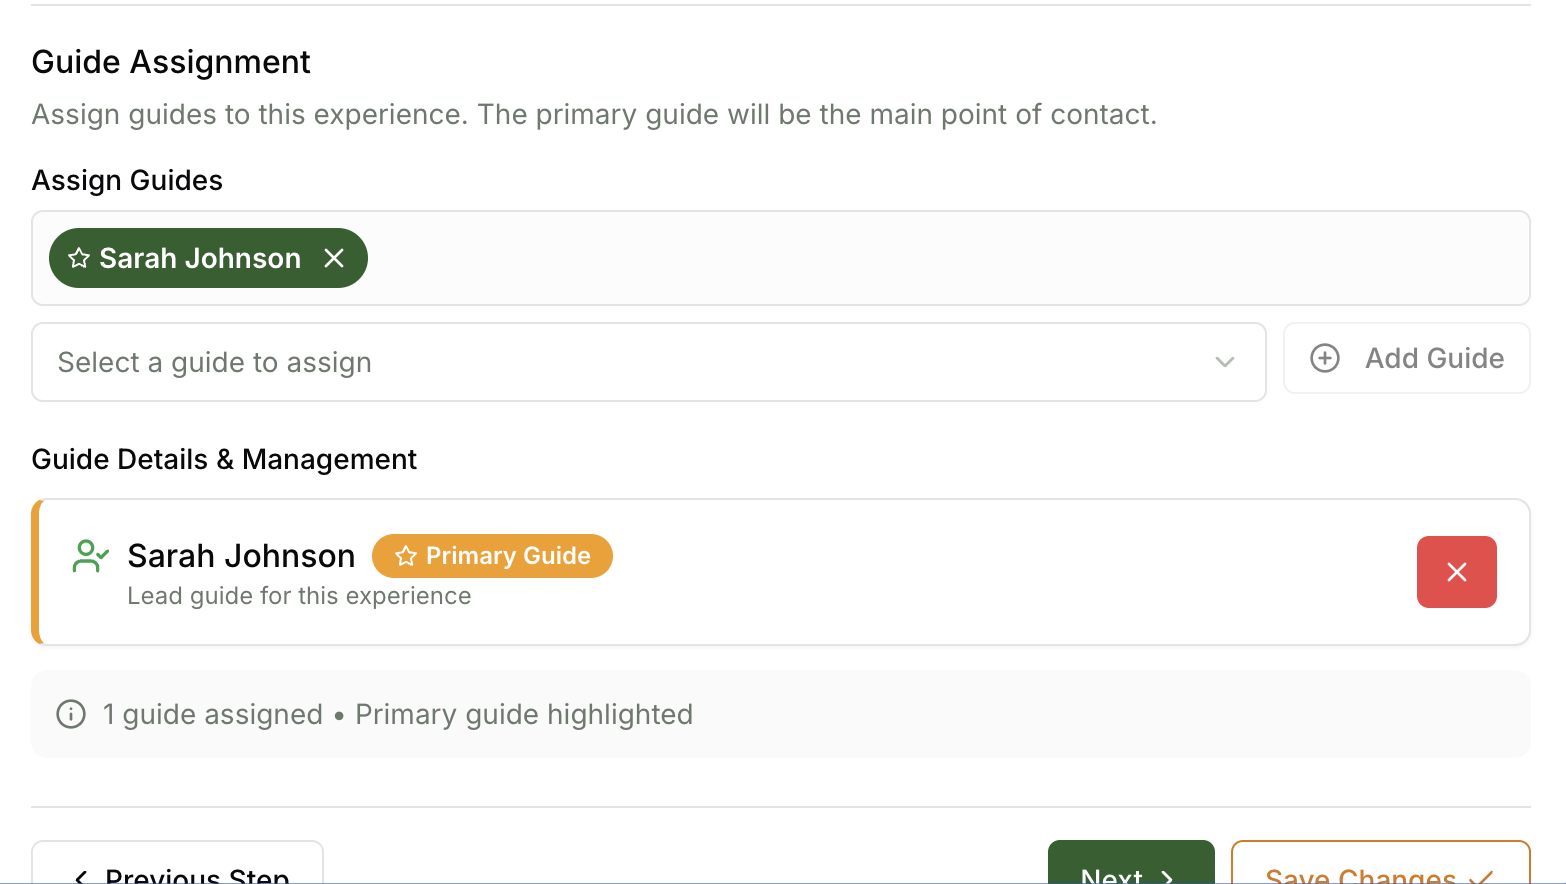 Guide Assignment
Assign guides to this experience. The primary guide will be the main point of contact.
Assign Guides
Sarah Johnson
Select a guide to assign
Add Guide
Guide Details & Management
Sarah Johnson
Primary Guide
Lead guide for this experience
1 guide assigned • Primary guide highlighted
Previous Step
Next
Save Changes